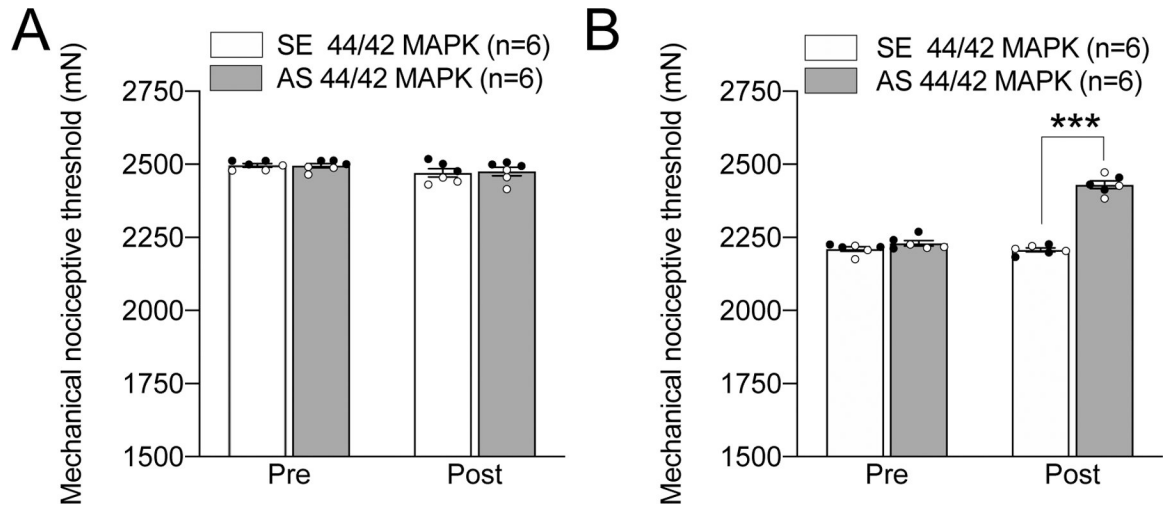 A
SE 44/42 MAPK (n=6)
AS 44/42 MAPK (n=6)
Mechanical nociceptive threshold (mN)
2750
2500
2250
2000
1750
1500
Pre Post
B
SE 44/42 MAPK (n=6)
AS 44/42 MAPK (n=6)
Mechanical nociceptive threshold (mN)
2750
2500
2250
2000
1750
1500
***
Pre Post